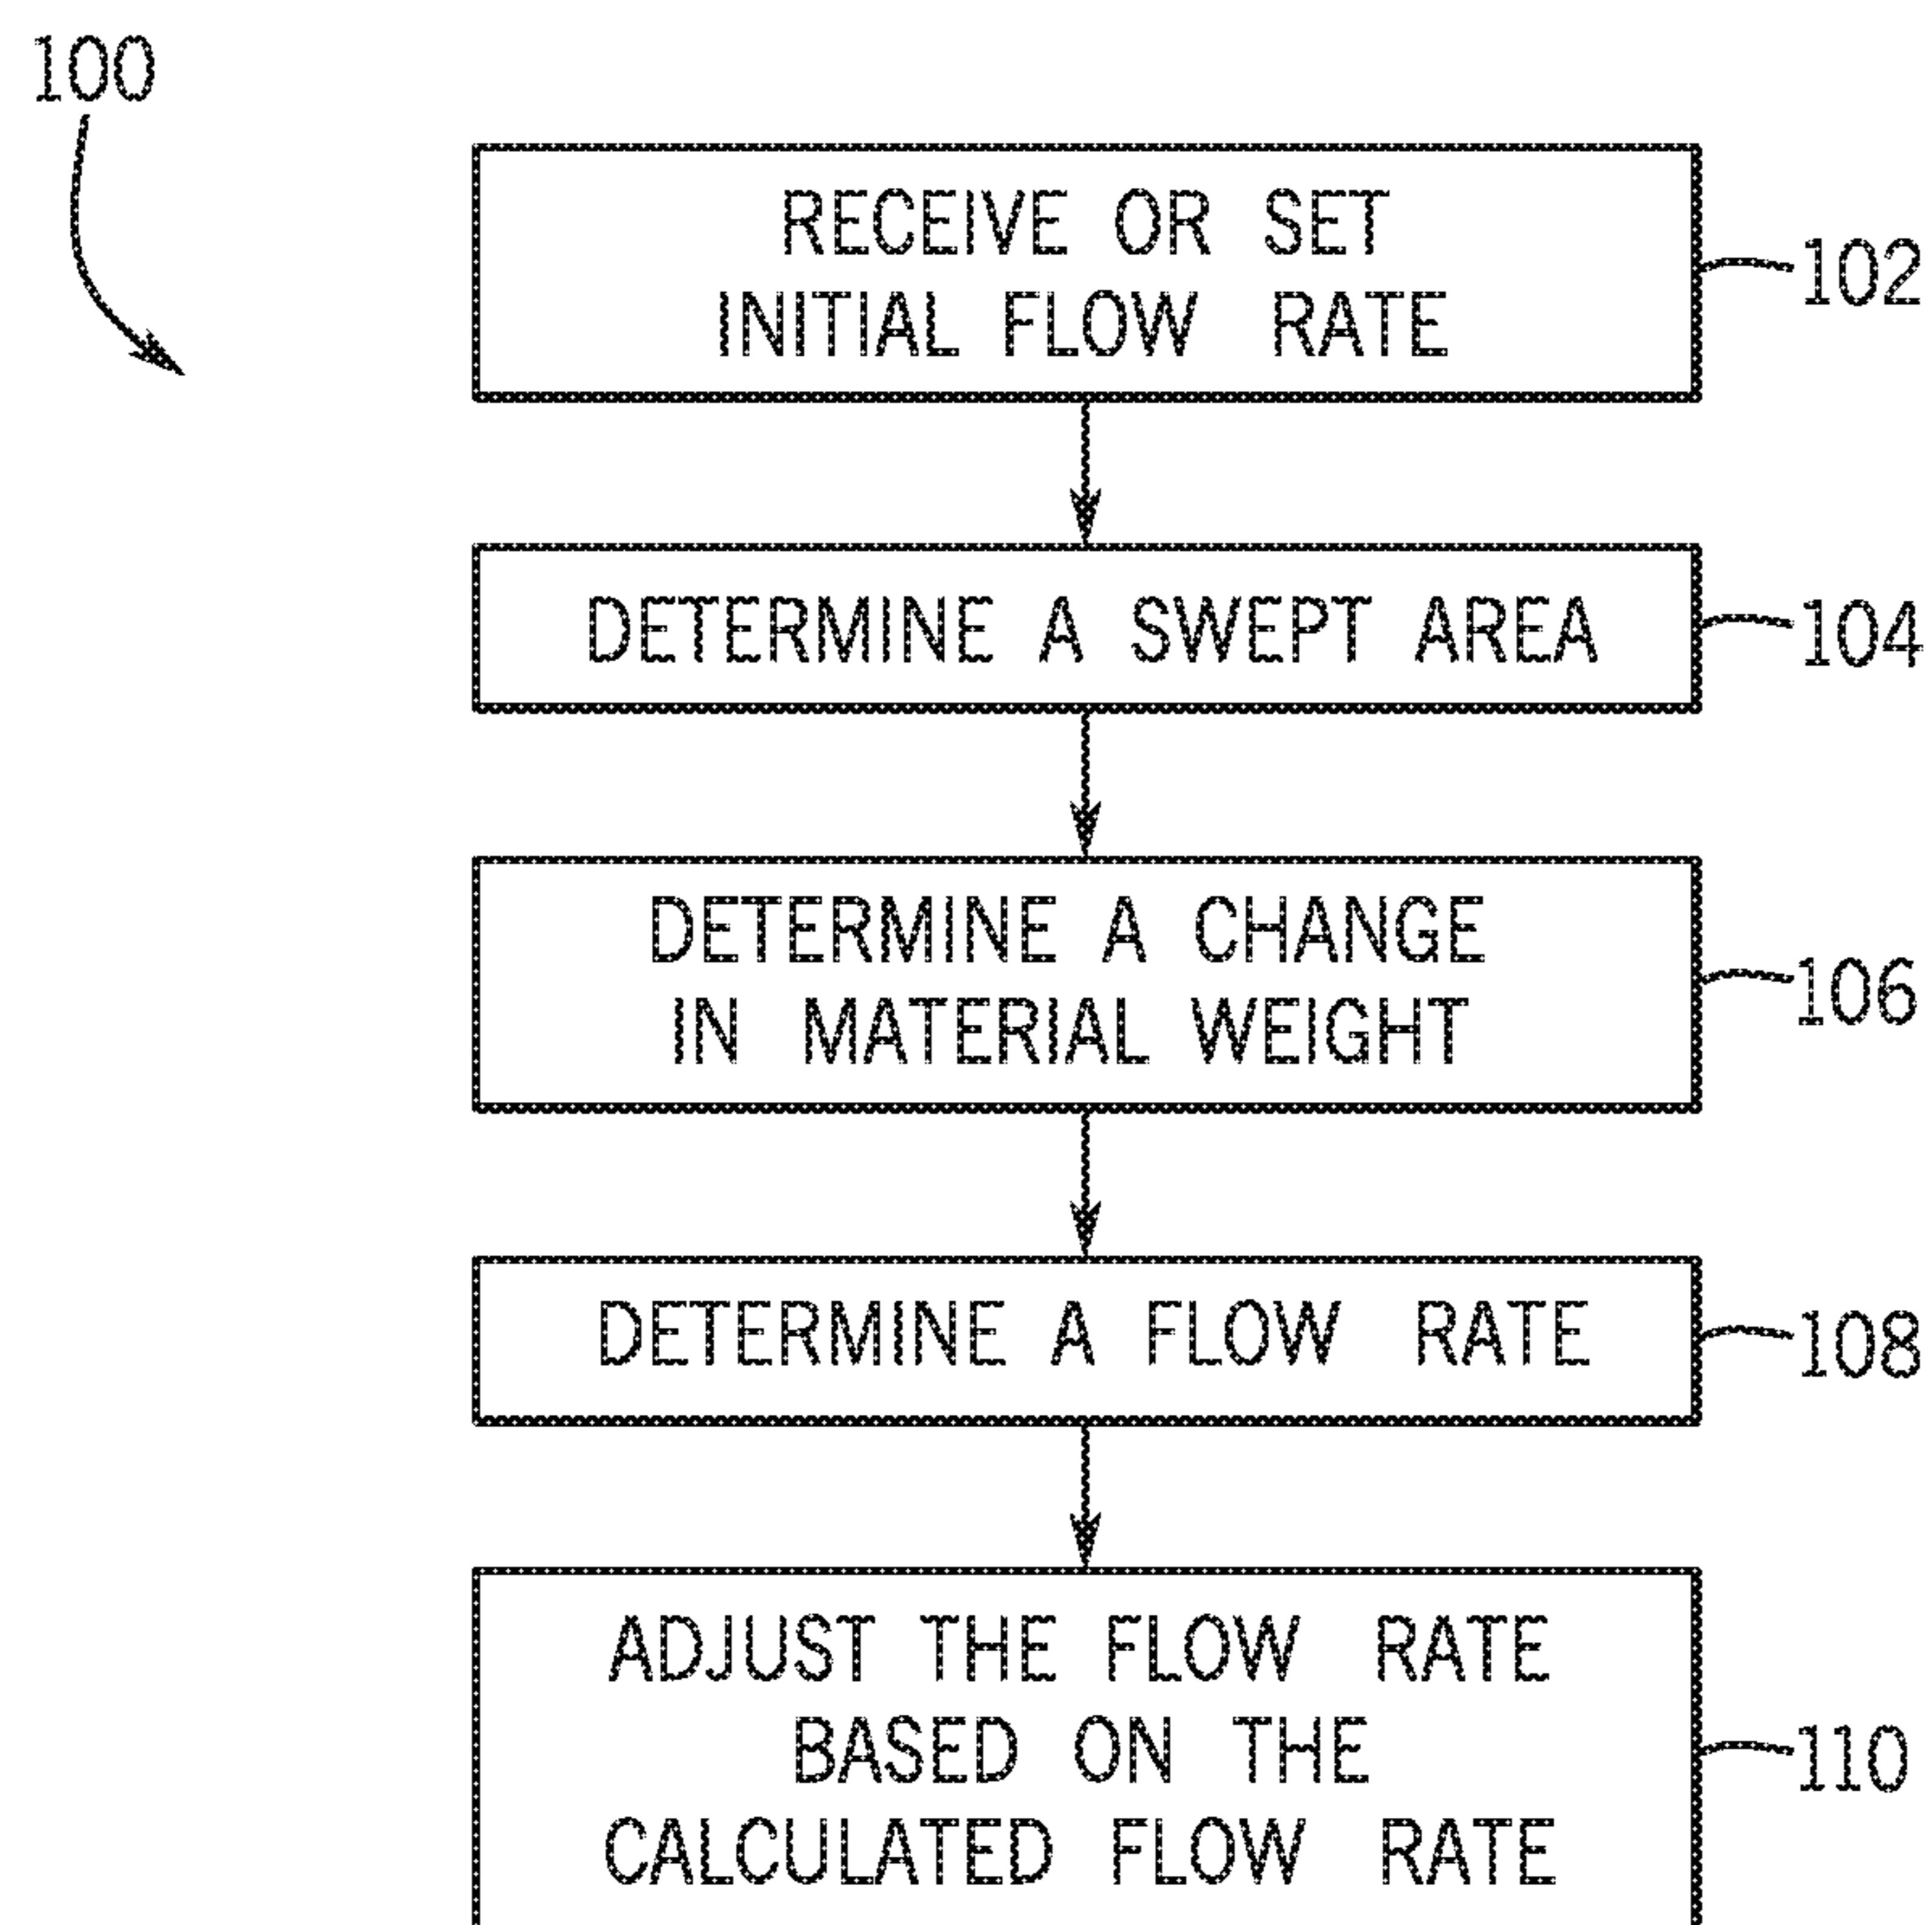 100
RECEIVE OR SET
INITIAL FLOW RATE
102
DETERMINE A SWEPT AREA
104
DETERMINE A CHANGE
IN MATERIAL WEIGHT
106
DETERMINE A FLOW RATE
108
ADJUST THE FLOW RATE
BASED ON THE
CALCULATED FLOW RATE
110